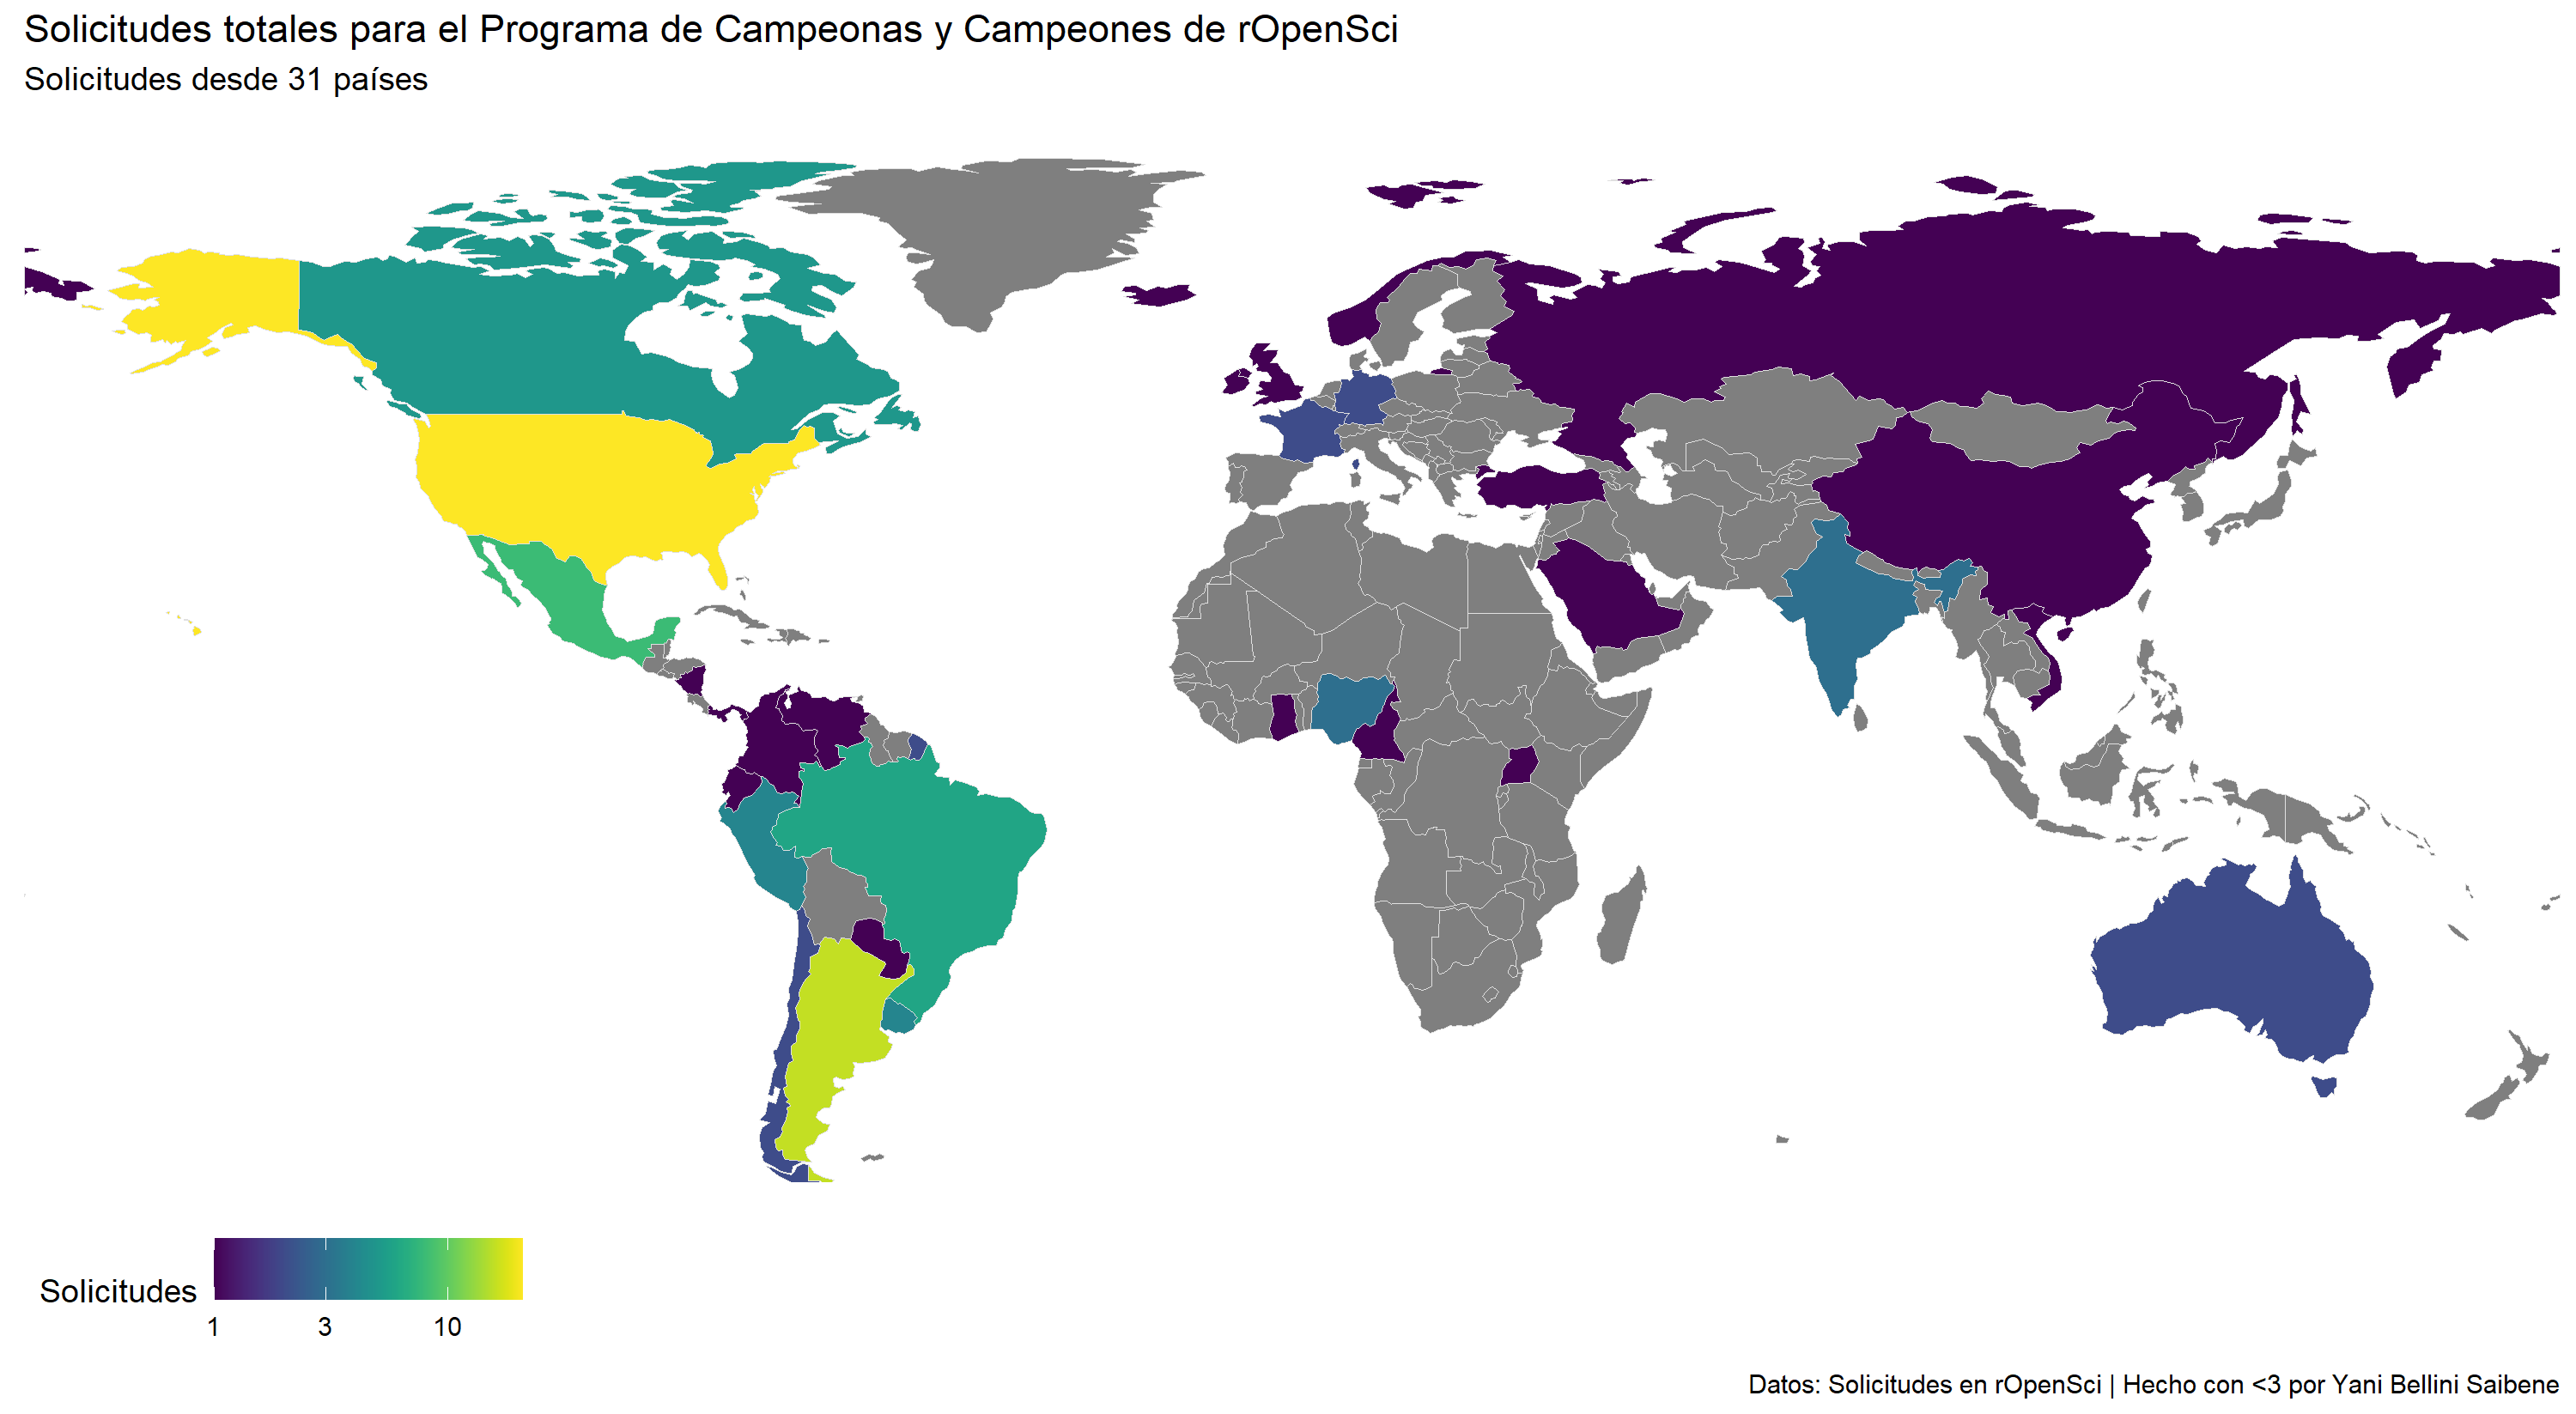 Solicitudes totales para el Programa de Campeonas y Campeones de rOpenSci
Solicitudes desde 31 países
Solicitudes
1 3 10
Datos: Solicitudes en rOpenSci | Hecho con <3 por Yani Bellini Saibene